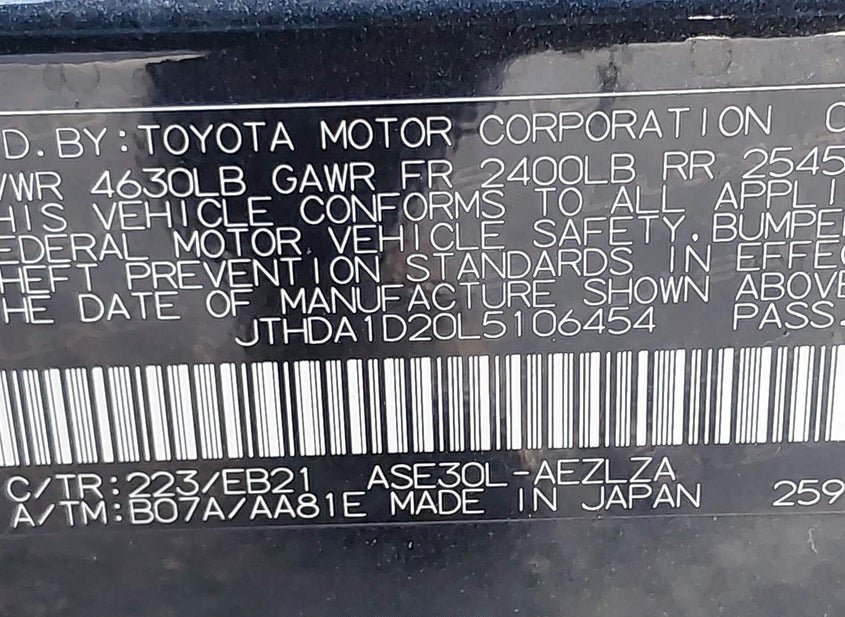 D. BY: TOYOTA MOTOR CORPORATION
VWR 4630LB GAWR FR 2400LB RR 2545
HIS VEHICLE CONFORMS TO ALL APPLI
EDERAL MOTOR VEHICLE SAFETY, BUMPE
HEFT PREVENTION STANDARDS IN EFFEC
HE DATE OF MANUFACTURE SHOWN ABOVE
JTHDA1D20L5106454 PASS.
C/TR:223/EB21 ASE30L-AEZLZA
A/TM:B07A/AA81E MADE IN JAPAN 259